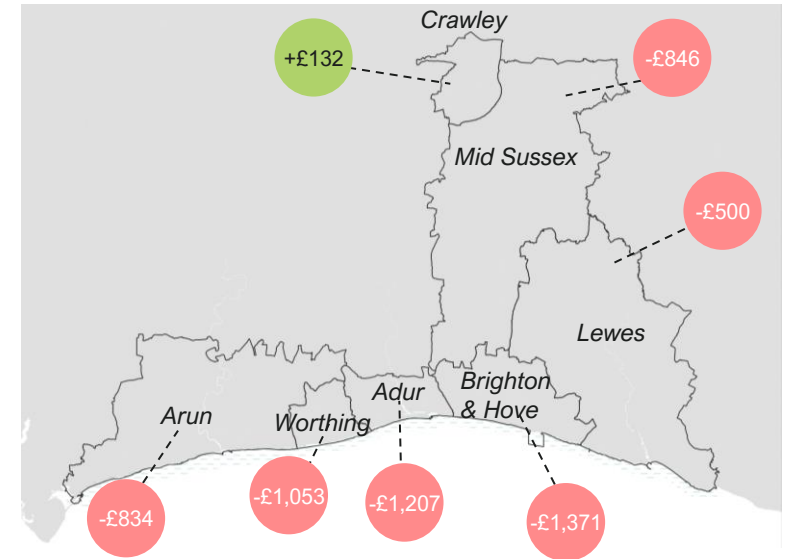 Crawley
+£132
-£846
Mid Sussex
-£500
Lewes
Brighton
& Hove
Adur
Arun
Worthing
-£834
-£1,053
-£1,207
-£1,371